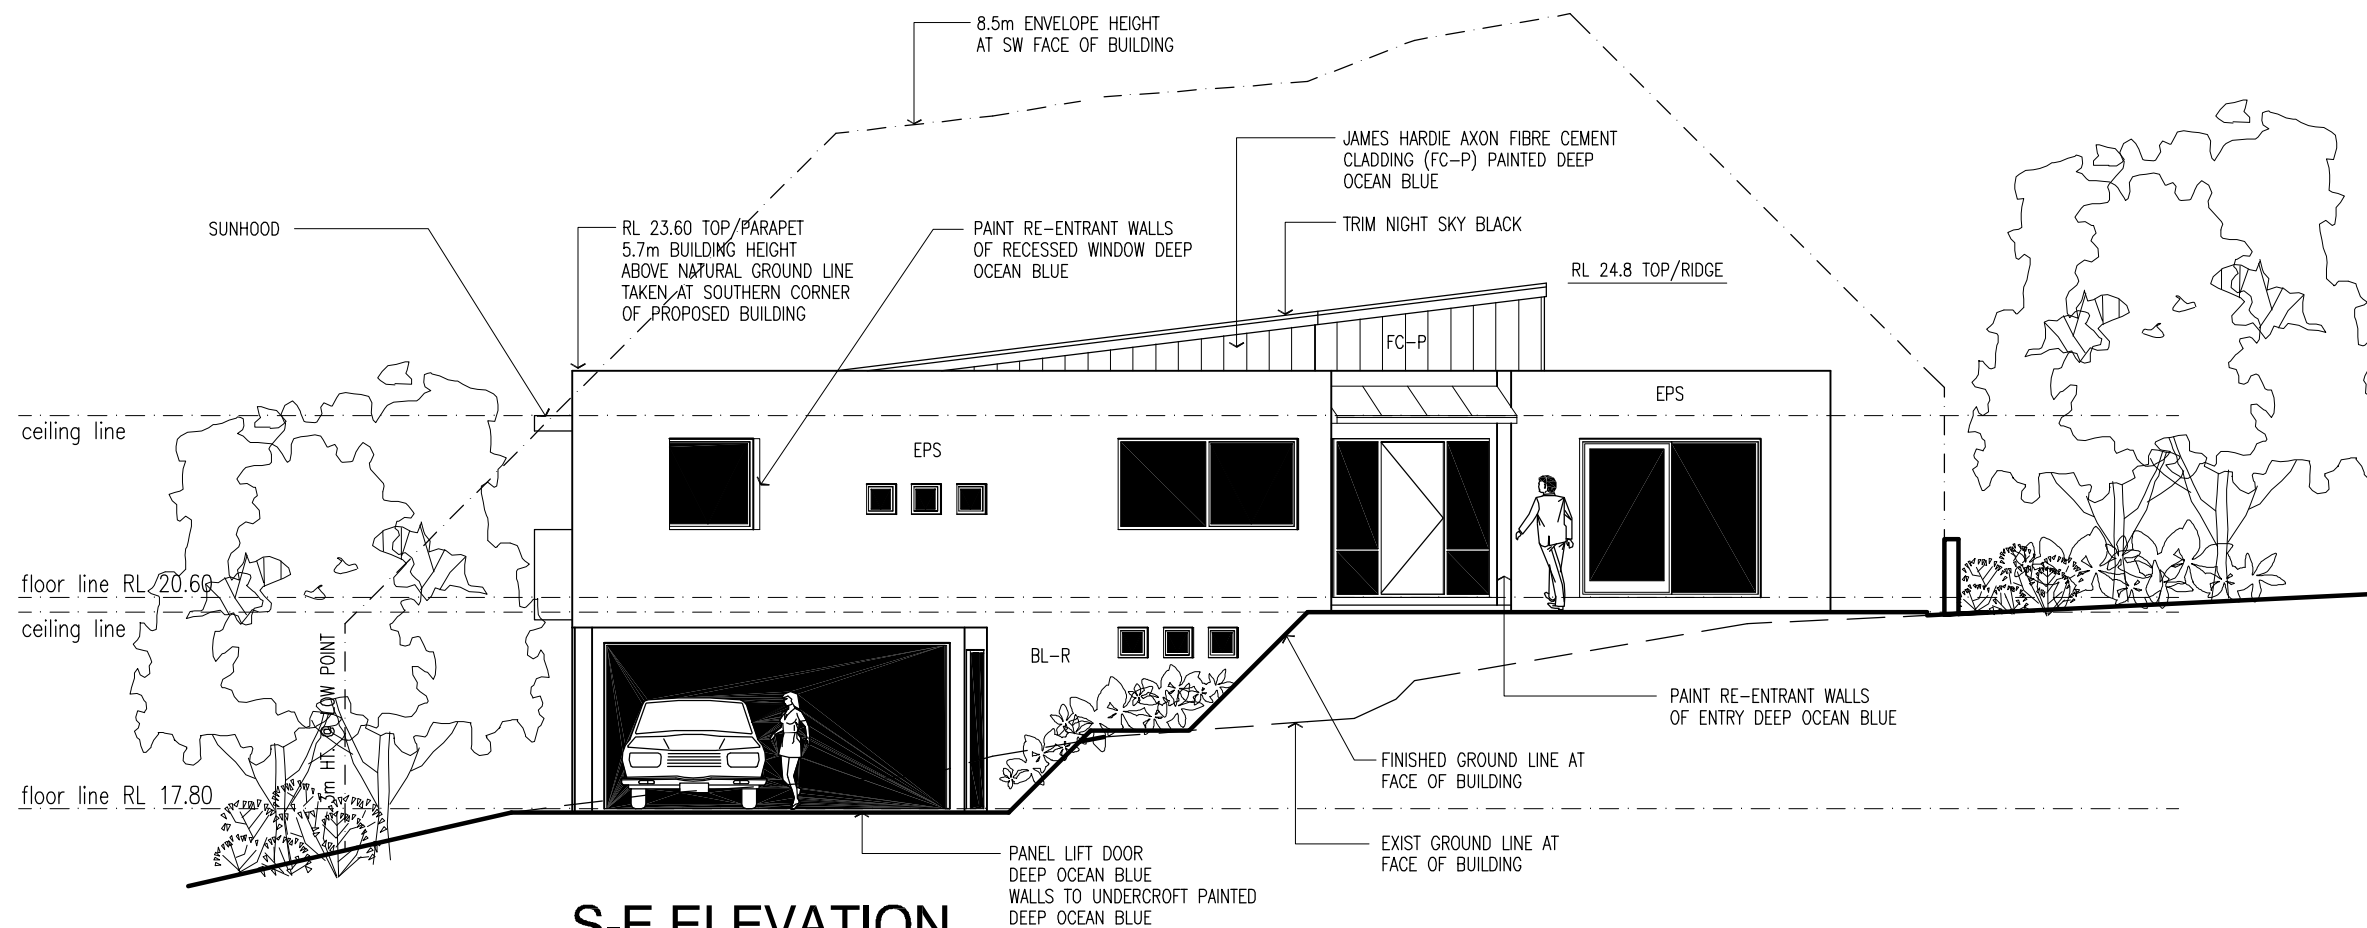 8.5m ENVELOPE HEIGHT
AT SW FACE OF BUILDING
JAMES HARDIE AXON FIBRE CEMENT
CLADDING (FC-P) PAINTED DEEP
OCEAN BLUE
SUNHOOD
RL 23.60 TOP/PARAPET
5.7m BUILDING HEIGHT
ABOVE NATURAL GROUND LINE
TAKEN AT SOUTHERN CORNER
OF PROPOSED BUILDING
PAINT RE-ENTRANT WALLS
OF RECESSED WINDOW DEEP
OCEAN BLUE
TRIM NIGHT SKY BLACK
RL 24.8 TOP/RIDGE
FC-P
EPS
EPS
ceiling line
floor line RL 20.60
ceiling line
3m HT @ LOW POINT
BL-R
floor line RL 17.80
PAINT RE-ENTRANT WALLS
OF ENTRY DEEP OCEAN BLUE
FINISHED GROUND LINE AT
FACE OF BUILDING
EXIST GROUND LINE AT
FACE OF BUILDING
PANEL LIFT DOOR
DEEP OCEAN BLUE
WALLS TO UNDERCROFT PAINTED
DEEP OCEAN BLUE
S-E ELEVATION